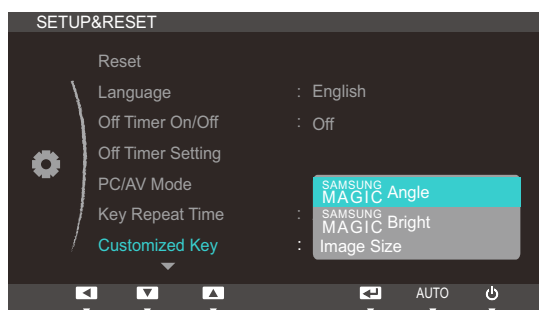 SETUP&RESET
Reset
Language : English
Off Timer On/Off : Off
Off Timer Setting
PC/AV Mode
SAMSUNG MAGIC Angle
Key Repeat Time :
SAMSUNG MAGIC Bright
Customized Key :
Image Size
AUTO